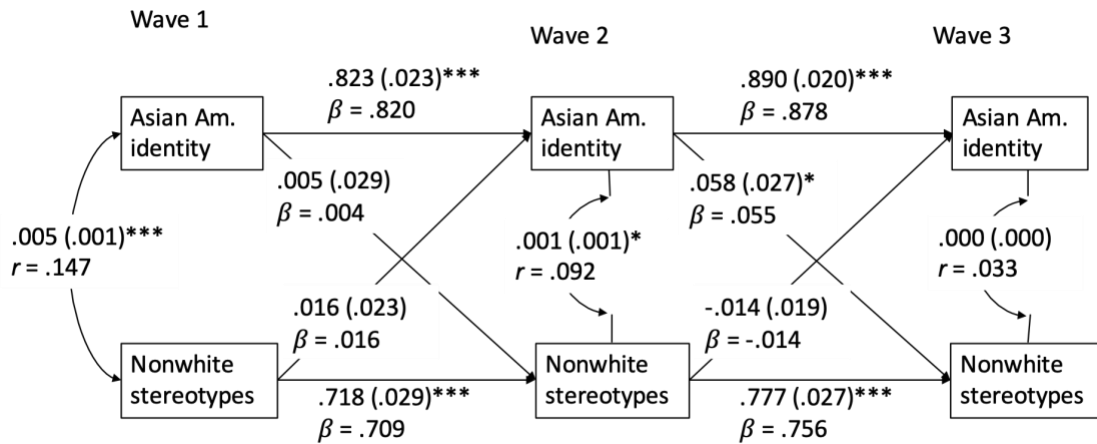 Wave 1
Wave 2
Wave 3
.823 (.023)***
β = .820
.890 (.020)***
β = .878
Asian Am.
identity
Asian Am.
identity
Asian Am.
identity
.005 (.029)
β = .004
.058 (.027)*
β = .055
.005 (.001)***
r = .147
.001 (.001)*
r = .092
.000 (.000)
r = .033
.016 (.023)
β = .016
-.014 (.019)
β = -.014
Nonwhite
stereotypes
Nonwhite
stereotypes
Nonwhite
stereotypes
.718 (.029)***
β = .709
.777 (.027)***
β = .756